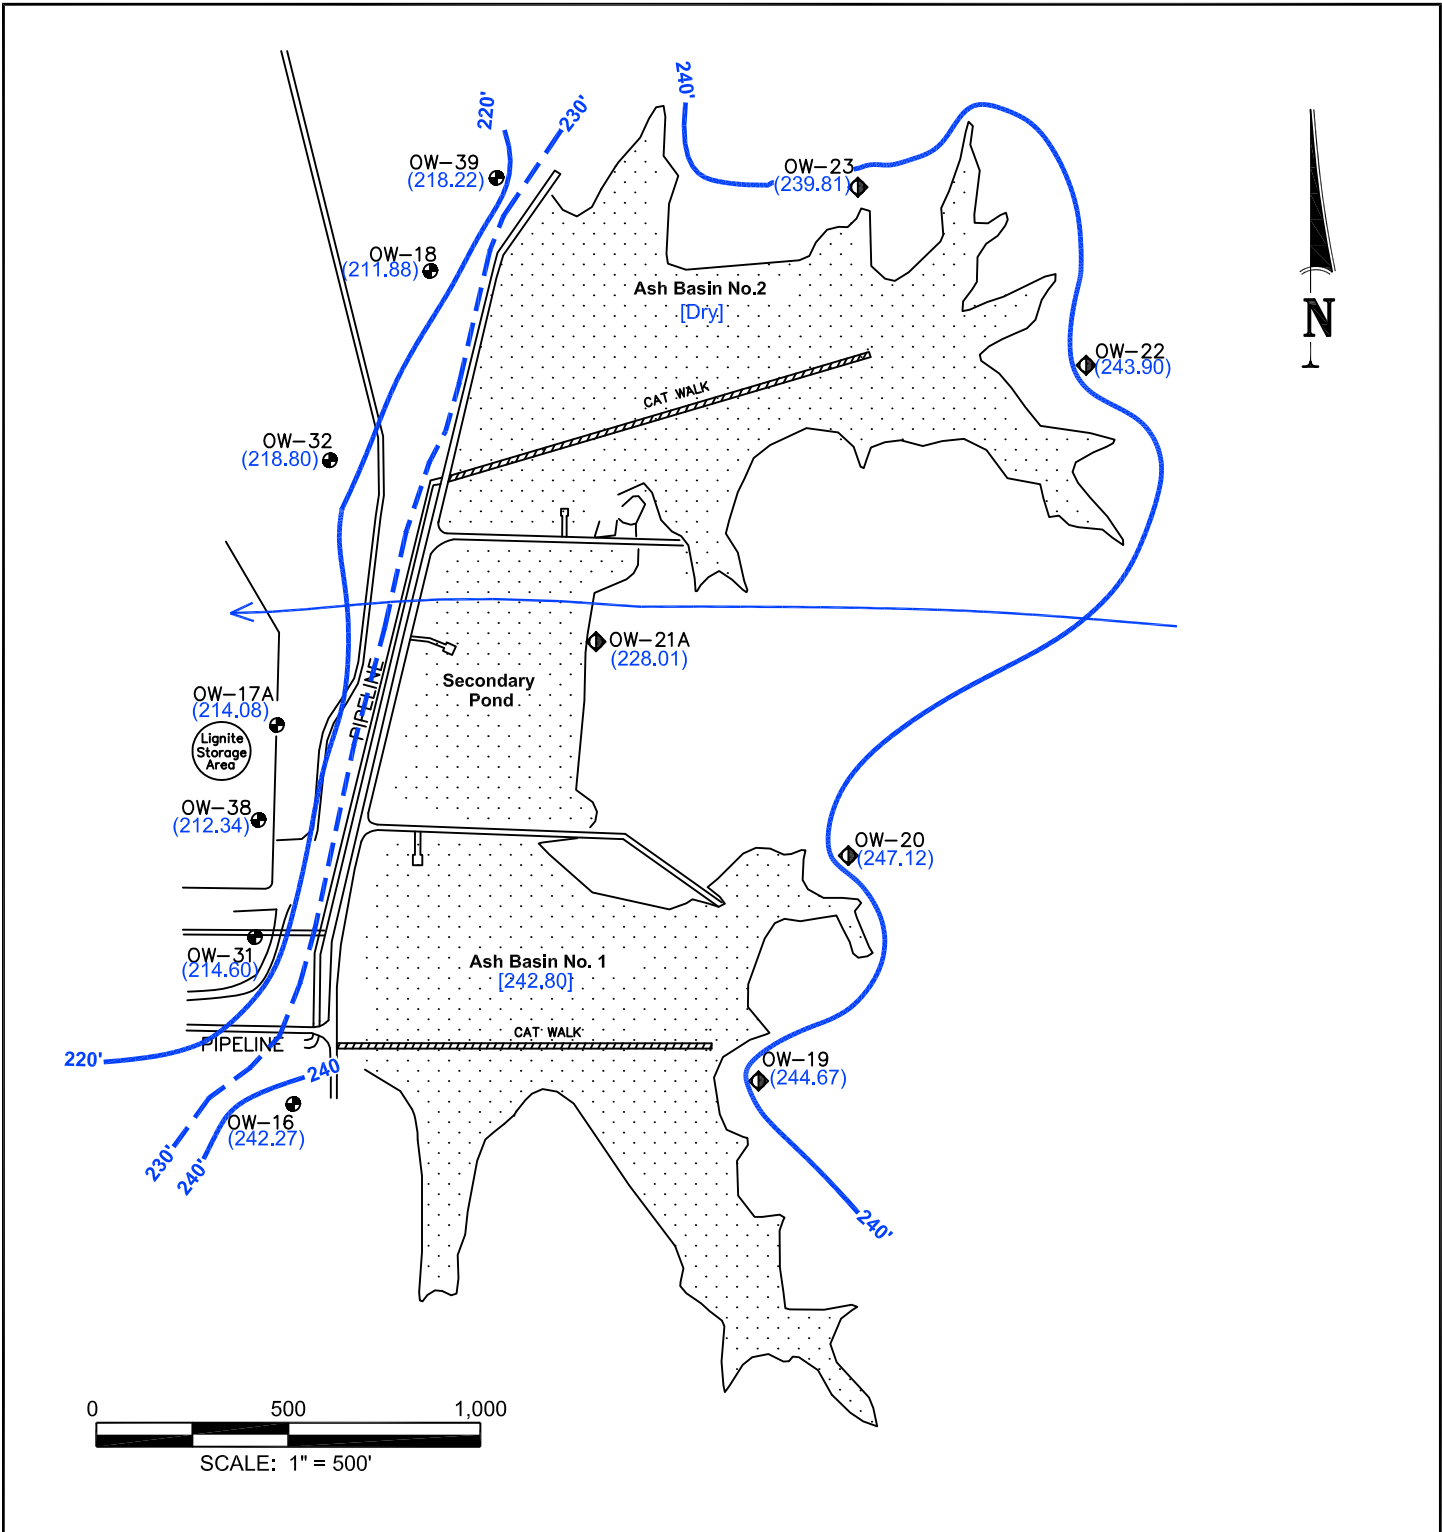 240'
220'
230'
OW-39
(218.22)
OW-23
(239.81)
OW-18
(211.88)
Ash Basin No.2
[Dry]
N
OW-22
(243.90)
CAT WALK
OW-32
(218.80)
OW-21A
(228.01)
PIPELINE
Secondary
Pond
OW-17A
(214.08)
Lignite
Storage
Area
OW-38
(212.34)
OW-20
(247.12)
OW-31
(214.60)
Ash Basin No. 1
[242.80]
CAT WALK
PIPELINE
220'
240
OW-19
(244.67)
OW-16
(242.27)
230'
240'
240'
0 500 1,000
SCALE: 1" = 500'